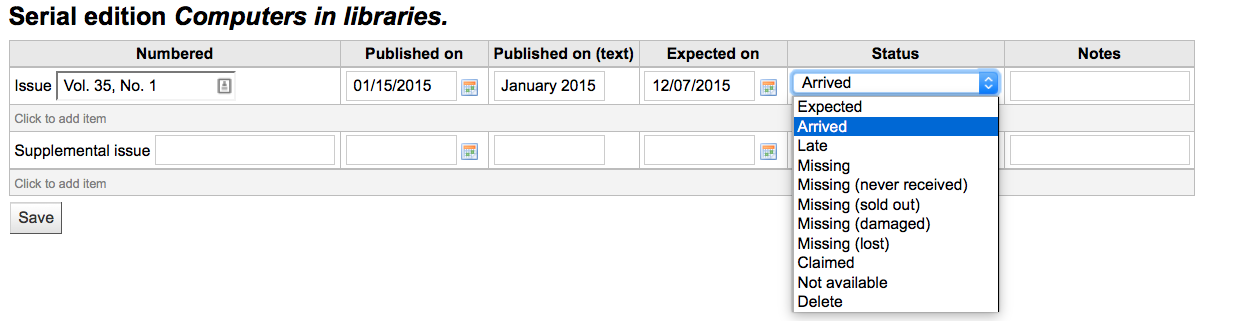 Serial edition Computers in libraries.
Numbered Published on Published on (text) Expected on Status Notes
Issue Vol. 35, No. 1 01/15/2015 January 2015 12/07/2015 Arrived
Expected
Click to add item
Arrived
Late
Supplemental issue
Missing
Missing (never received)
Click to add item
Missing (sold out)
Save
Missing (damaged)
Missing (lost)
Claimed
Not available
Delete